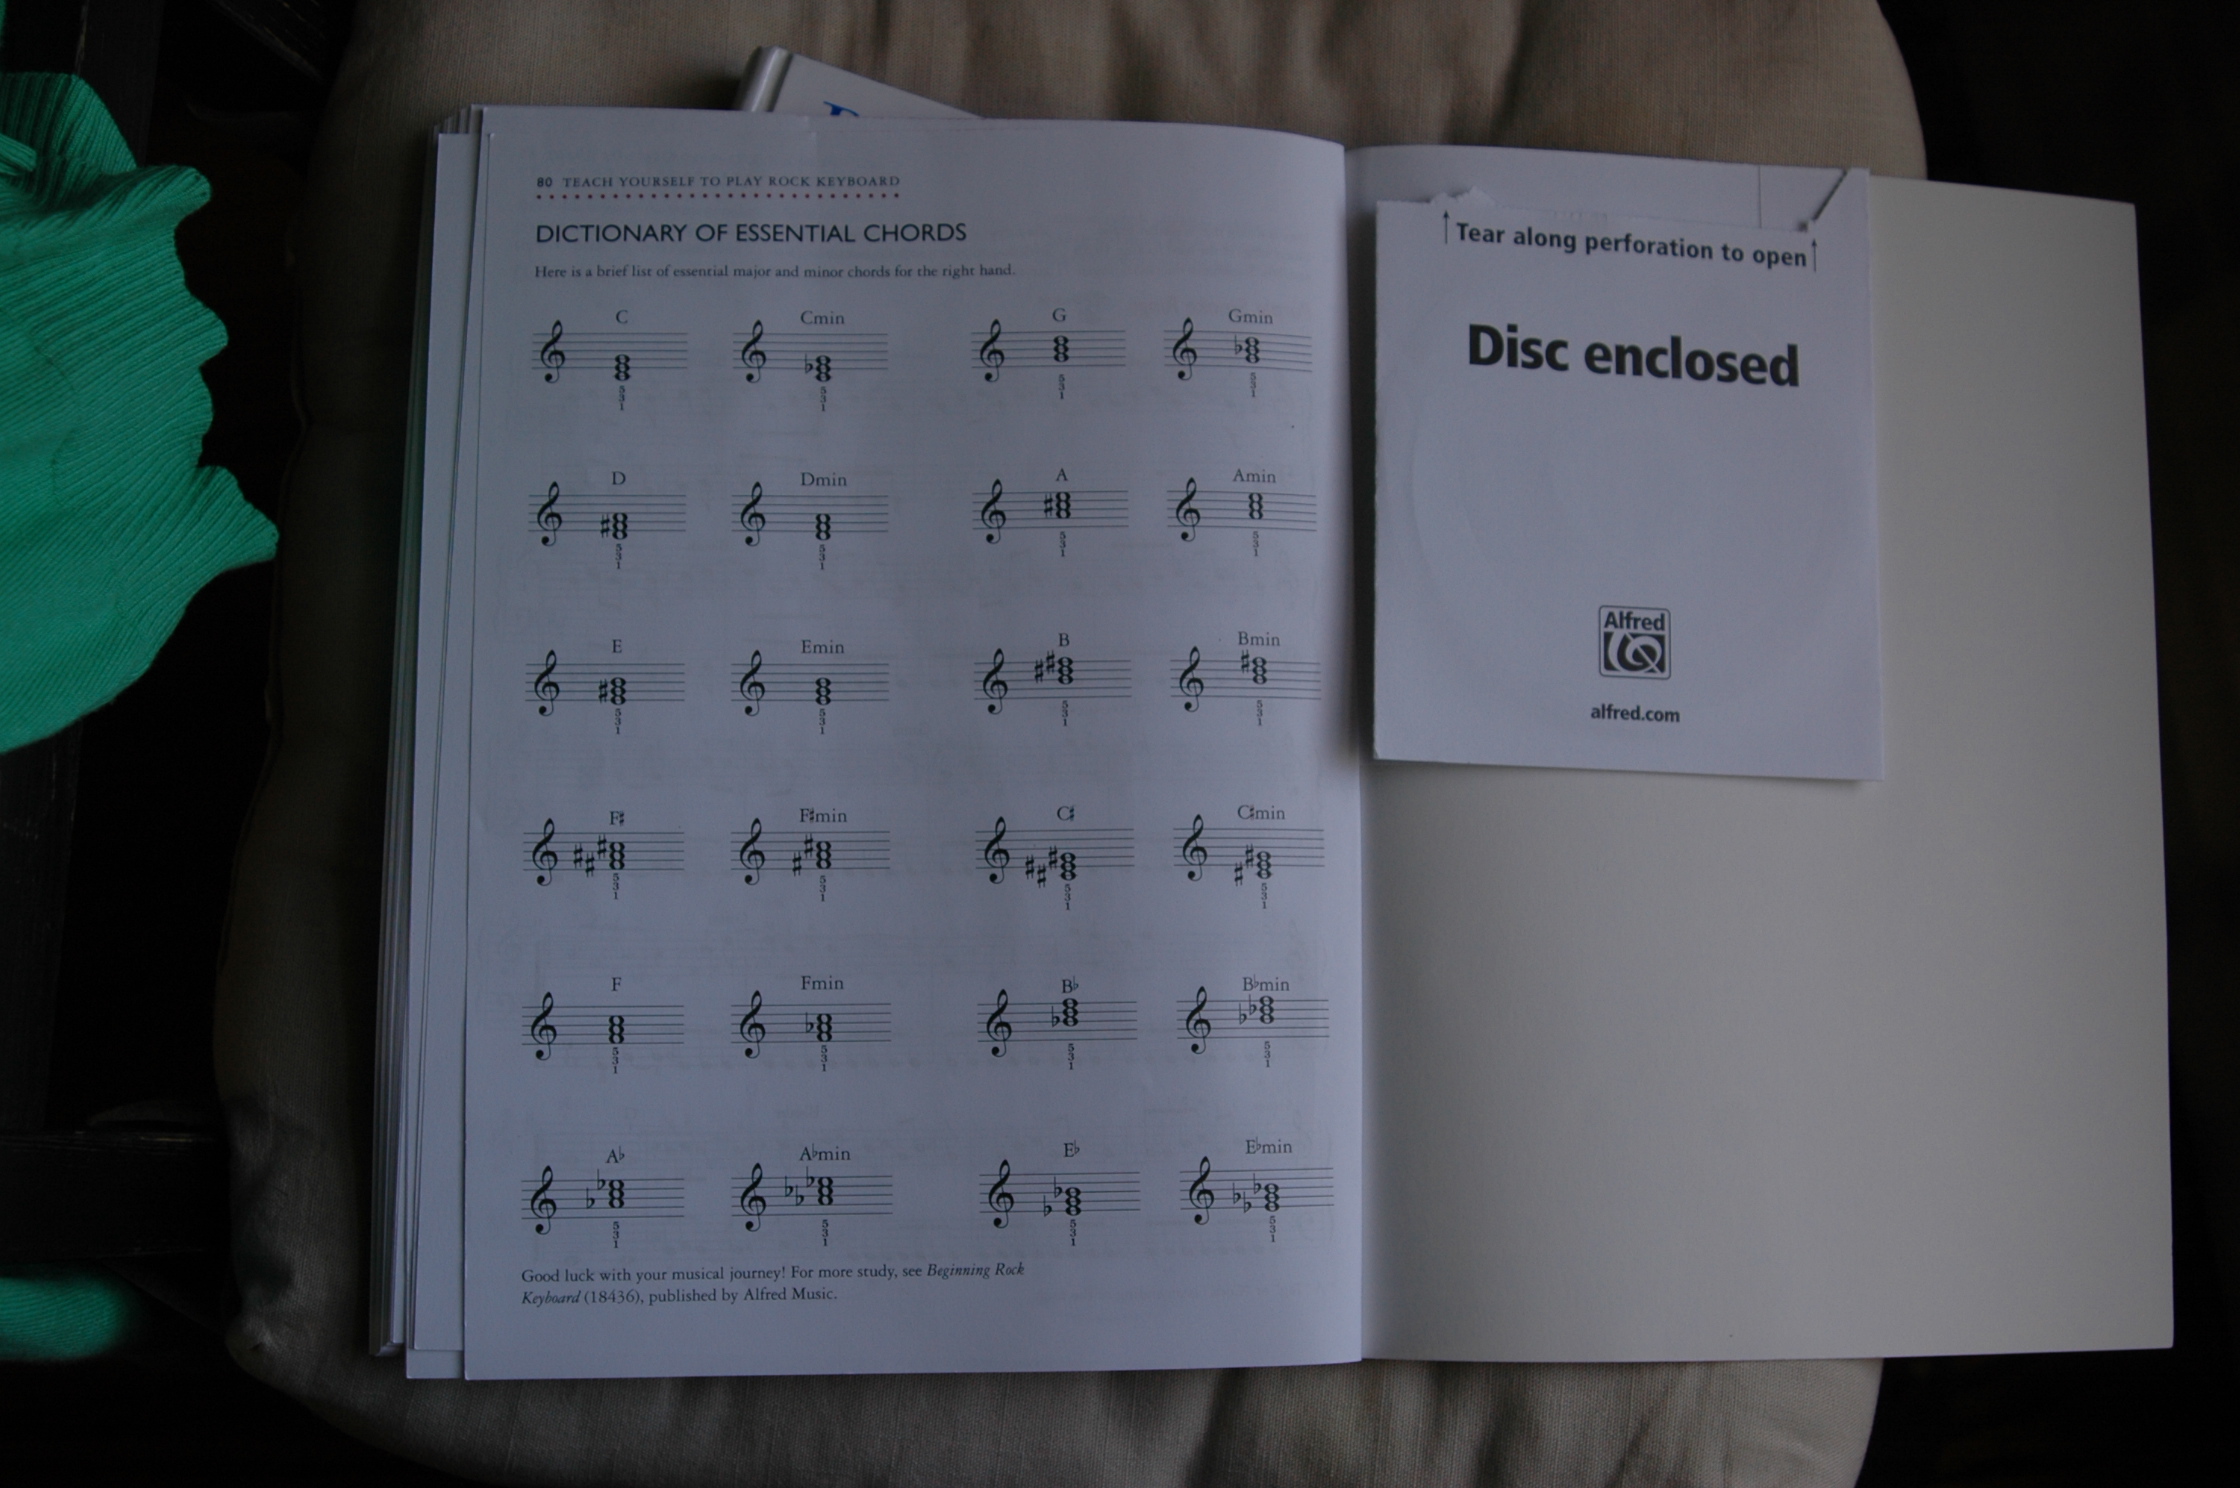 80 TEACH YOURSELF TO PLAY ROCK KEYBOARD
DICTIONARY OF ESSENTIAL CHORDS
Here is a brief list of essential major and minor chords for the right hand.
C Cmin G Gmin
5 5 5 5
3 3 3 3
1 1 1 1
D Dmin A Amin
5 5 5 5
3 3 3 3
1 1 1 1
E Emin B Bmin
5 5 5 5
3 3 3 3
1 1 1 1
F♯ F♯min C♯ C♯min
5 5 5 5
3 3 3 3
1 1 1 1
F Fmin B♭ B♭min
5 5 5 5
3 3 3 3
1 1 1 1
A♭ A♭min E♭ E♭min
5 5 5 5
3 3 3 3
1 1 1 1
Good luck with your musical journey! For more study, see Beginning Rock
Keyboard (18436), published by Alfred Music.
Tear along perforation to open
Disc enclosed
Alfred
alfred.com